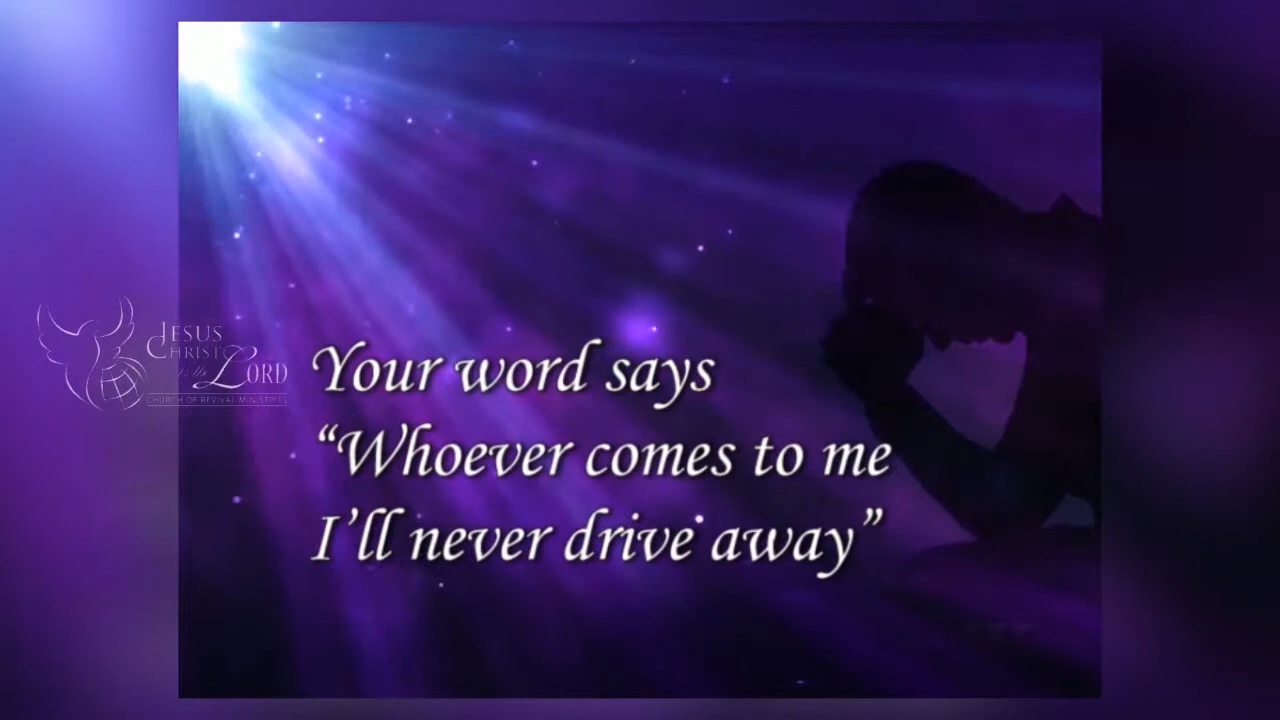 JESUS
CHRIST
is the LORD
CHURCH OF REVIVAL MINISTRIES
Your word says
“Whoever comes to me
I’ll never drive away”